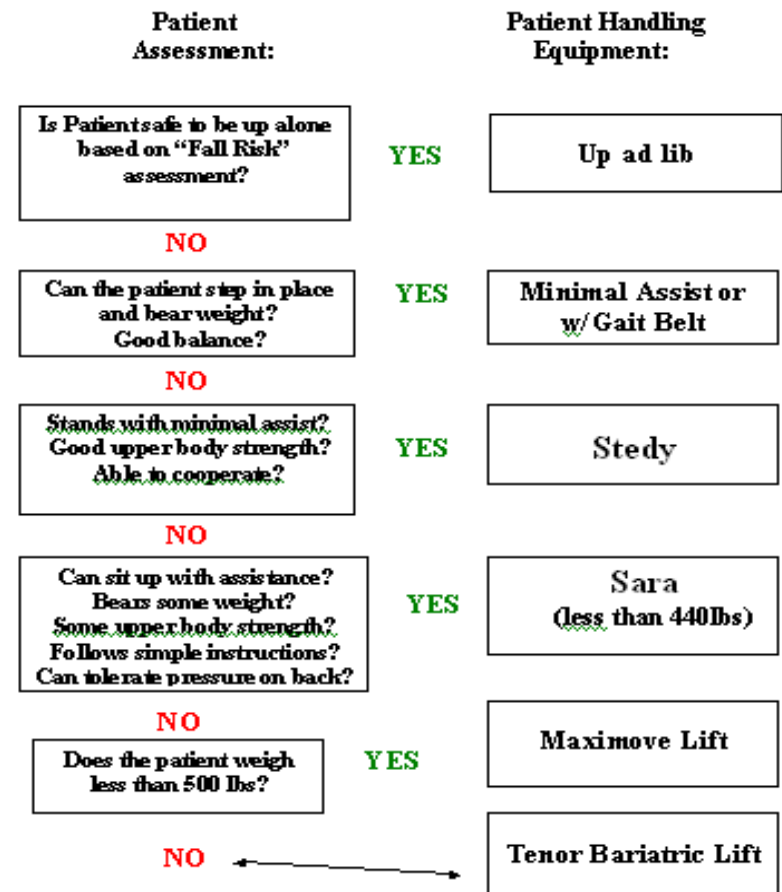 Patient
Assessment:
Patient Handling
Equipment:
Is Patient safe to be up alone
based on “Fall Ris”
assessment?
YES
Up ad lib
NO
Can the patient step in place
and bear weight?
Good balance?
YES
Minimal Assist or
w/ Gait Belt
NO
Stands with minimal assist?
Good upper body strength?
Able to cooperate?
YES
Stedy
NO
Can sit up with assistance?
Bears some weight?
Some upper body strength?
Follows simple instructions?
Can tolerate pressure on back?
YES
Sara
(less than 440lbs)
NO
Does the patient weigh
less than 500 lbs?
YES
Maximove Lift
NO
Tenor Bariatric Lift